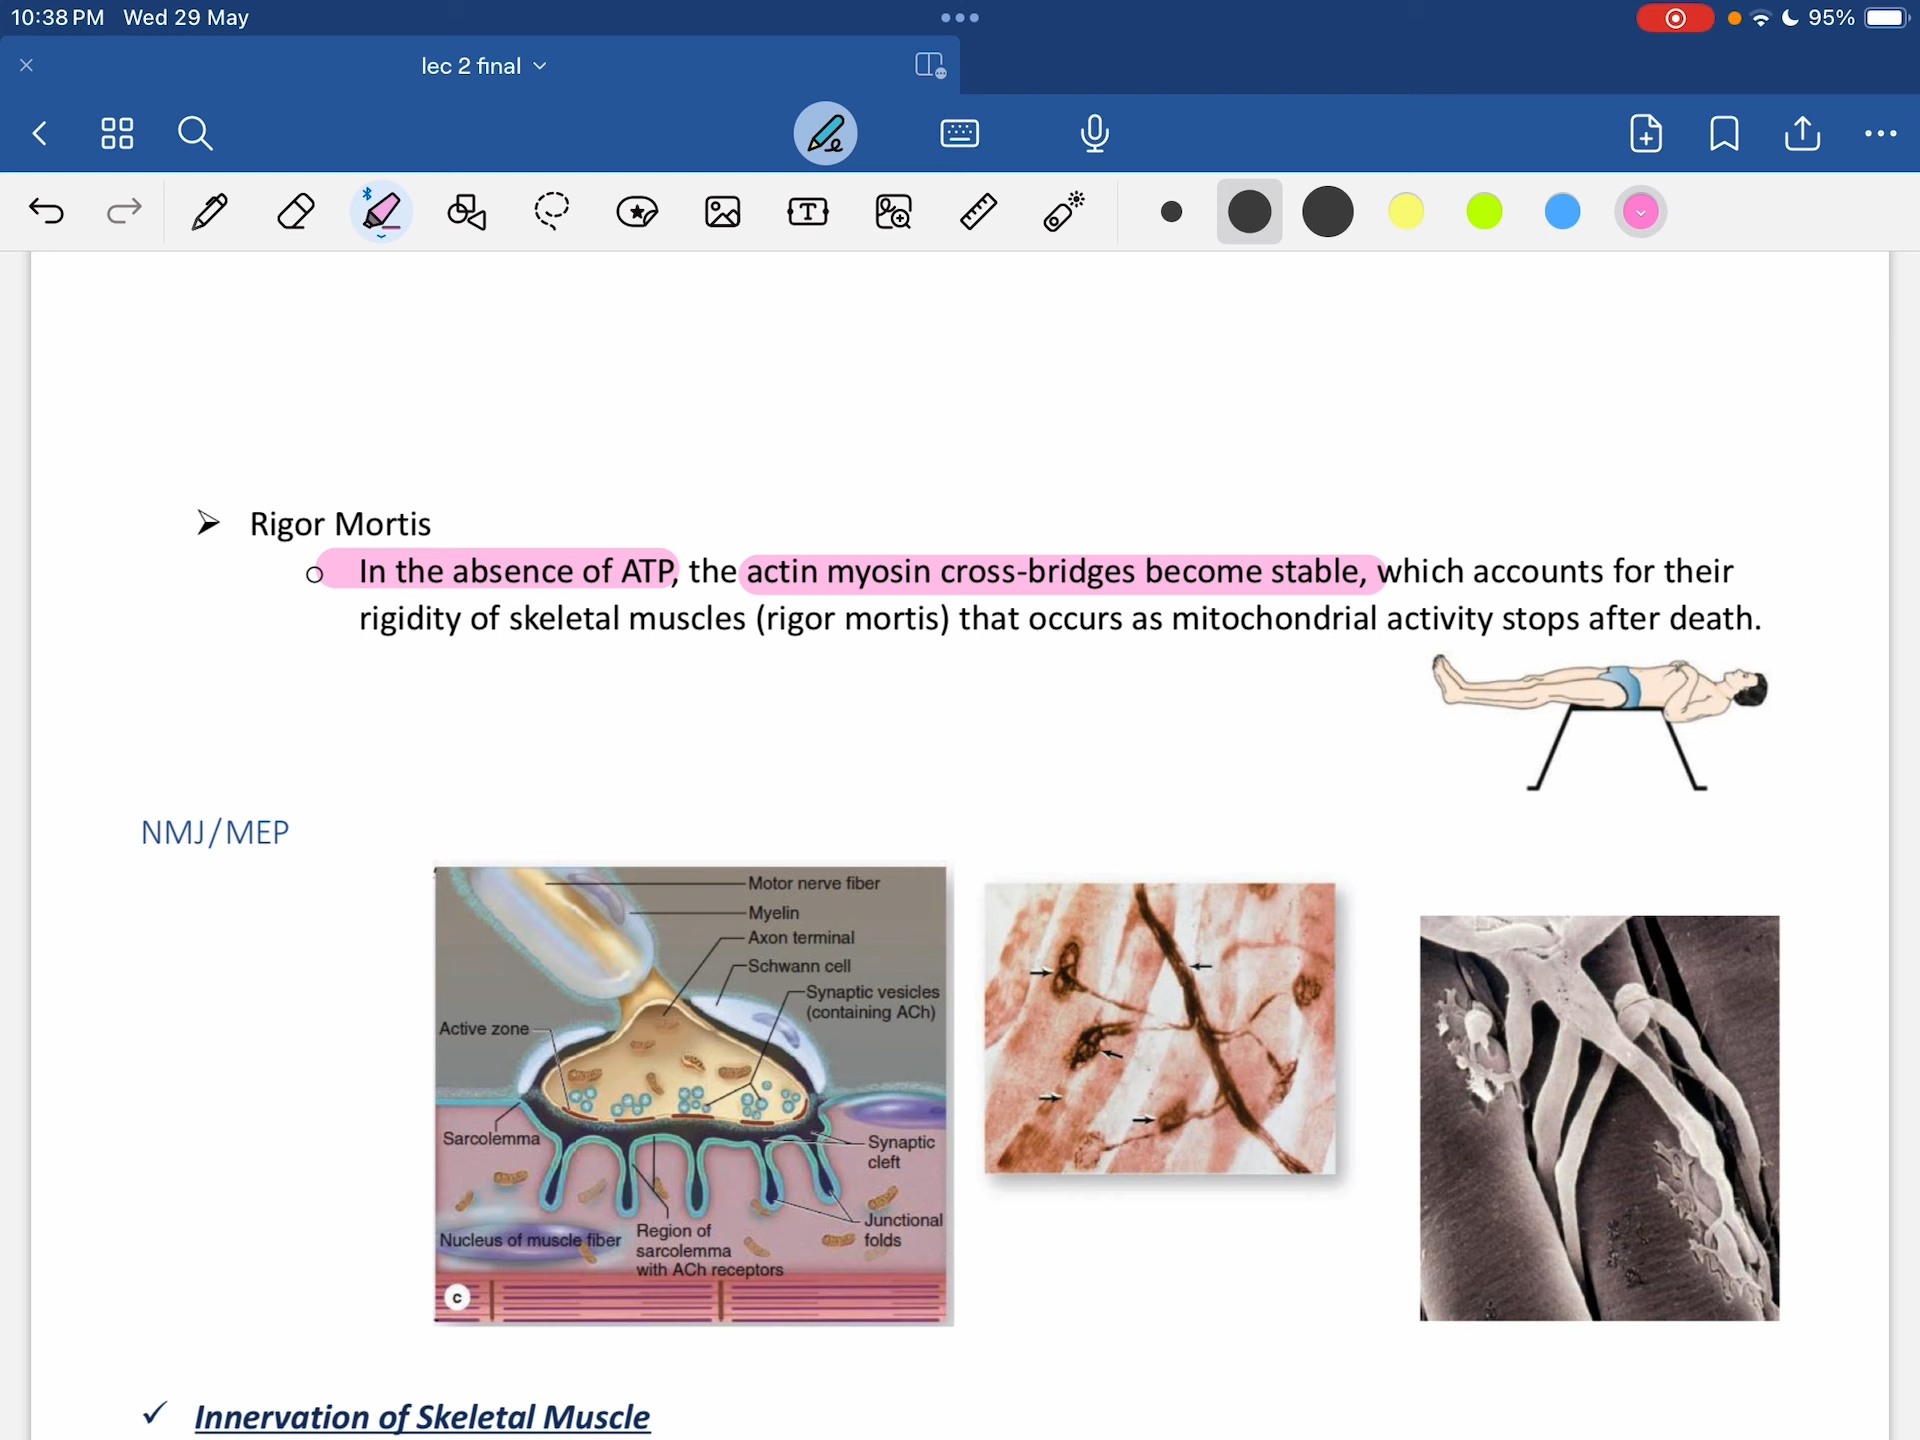 10:38 PM Wed 29 May
95%
lec 2 final
Rigor Mortis
In the absence of ATP, the actin myosin cross-bridges become stable, which accounts for their
rigidity of skeletal muscles (rigor mortis) that occurs as mitochondrial activity stops after death.
NMJ/MEP
Motor nerve fiber
Myelin
Axon terminal
Schwann cell
Synaptic vesicles
(containing ACh)
Active zone
Sarcolemma
Synaptic
cleft
Junctional
folds
Nucleus of muscle fiber
Region of
sarcolemma
with ACh receptors
c
Innervation of Skeletal Muscle